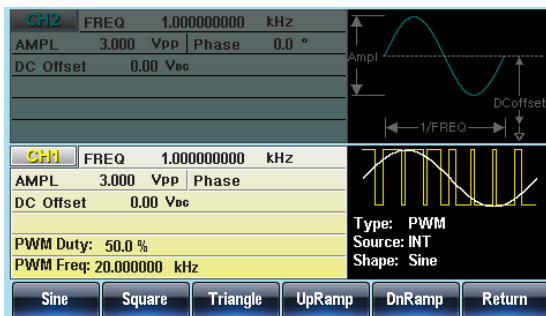 CH2 FREQ 1.000000000 kHz
AMPL 3.000 Vpp Phase 0.0 °
DC Offset 0.00 VDC
Ampl
DCoffset
1/FREQ
CH1 FREQ 1.000000000 kHz
AMPL 3.000 Vpp Phase
DC Offset 0.00 VDC
PWM Duty: 50.0 %
PWM Freq: 20.000000 kHz
Type: PWM
Source: INT
Shape: Sine
Sine Square Triangle UpRamp DnRamp Return